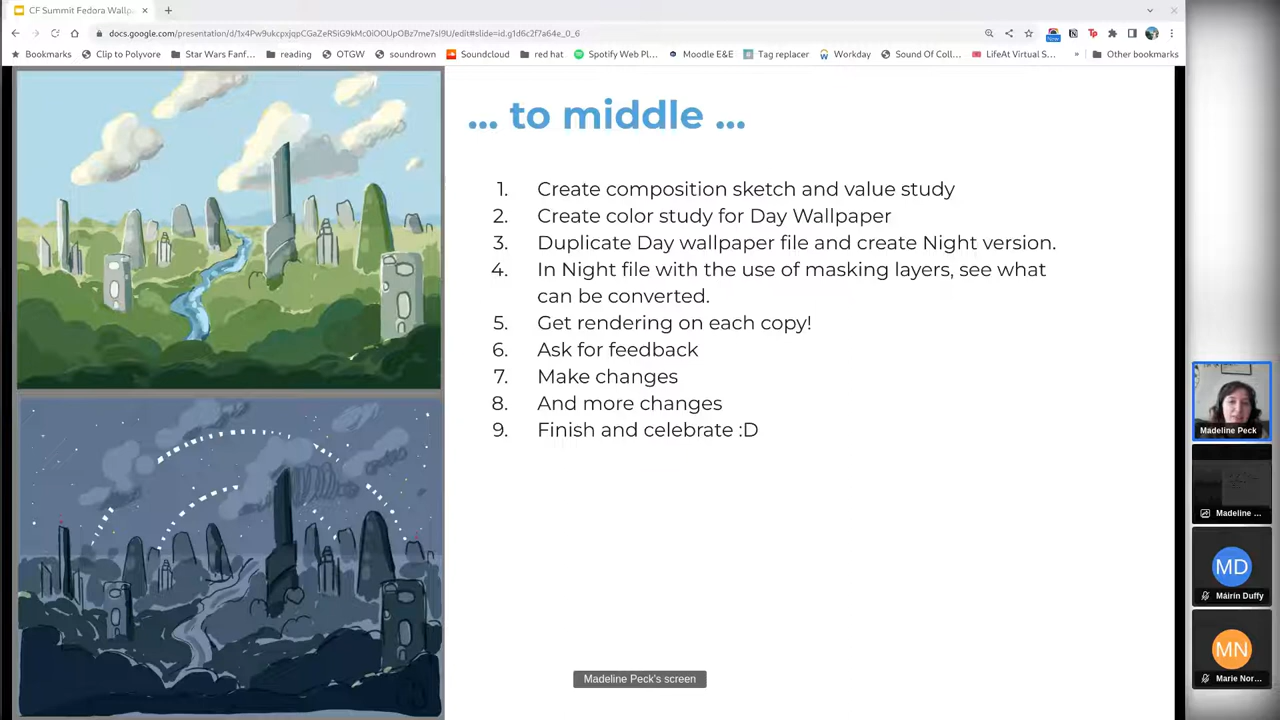 CF Summit Fedora Wallp
docs.google.com/presentation/d/1x4Pw9ukcpxjqpCGaZeRSiG9kMc0iOOUpOBz7me7sl9U/edit#slide=id.g1d6c2f7a64e_0_6
Bookmarks Clip to Polyvore Star Wars Fanf... reading OTGW soundrown Soundcloud red hat Spotify Web Pl... Moodle E&E Tag replacer Workday Sound Of Coll... LifeAt Virtual S... » Other bookmarks
... to middle ...
1. Create composition sketch and value study
2. Create color study for Day Wallpaper
3. Duplicate Day wallpaper file and create Night version.
4. In Night file with the use of masking layers, see what
can be converted.
5. Get rendering on each copy!
6. Ask for feedback
7. Make changes
8. And more changes
9. Finish and celebrate :D
Madeline Peck
Madeline ...
MD
Máirín Duffy
MN
Marie Nor...
Madeline Peck's screen